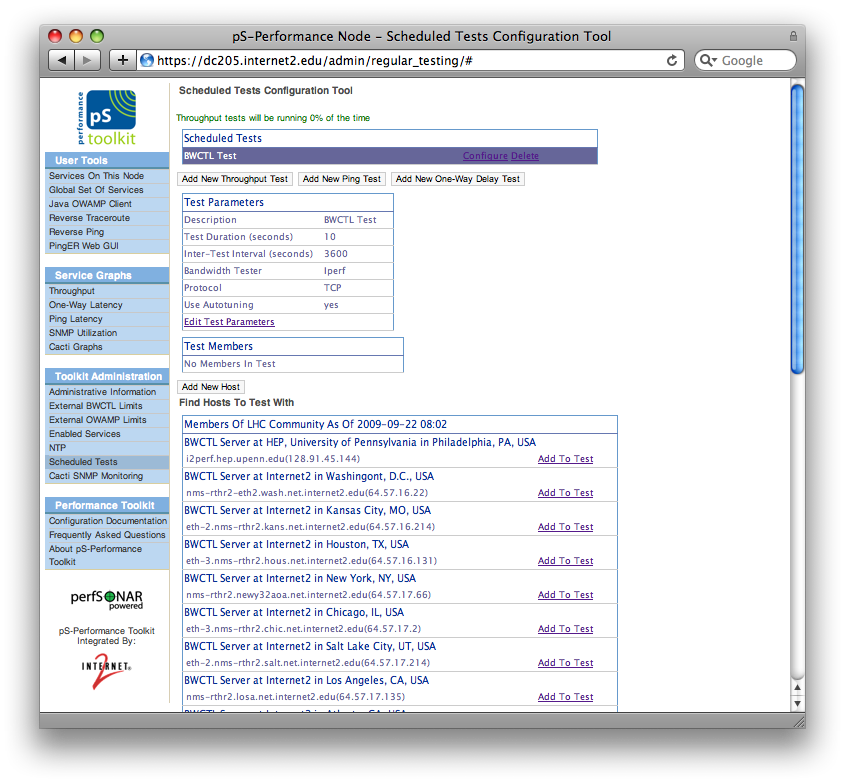 pS-Performance Node – Scheduled Tests Configuration Tool
https://dc205.internet2.edu/admin/regular_testing/#
Google
performance
pS
toolkit
User Tools
Services On This Node
Global Set Of Services
Java OWAMP Client
Reverse Traceroute
Reverse Ping
PingER Web GUI
Service Graphs
Throughput
One-Way Latency
Ping Latency
SNMP Utilization
Cacti Graphs
Toolkit Administration
Administrative Information
External BWCTL Limits
External OWAMP Limits
Enabled Services
NTP
Scheduled Tests
Cacti SNMP Monitoring
Performance Toolkit
Configuration Documentation
Frequently Asked Questions
About pS-Performance
Toolkit
perfSONAR
powered
pS-Performance Toolkit
Integrated By:
INTERNET
2
Scheduled Tests Configuration Tool
Throughput tests will be running 0% of the time
Scheduled Tests
BWCTL Test Configure Delete
Add New Throughput Test Add New Ping Test Add New One-Way Delay Test
Test Parameters
Description BWCTL Test
Test Duration (seconds) 10
Inter-Test Interval (seconds) 3600
Bandwidth Tester Iperf
Protocol TCP
Use Autotuning yes
Edit Test Parameters
Test Members
No Members In Test
Add New Host
Find Hosts To Test With
Members Of LHC Community As Of 2009-09-22 08:02
BWCTL Server at HEP, University of Pennsylvania in Philadelphia, PA, USA
i2perf.hep.upenn.edu(128.91.45.144) Add To Test
BWCTL Server at Internet2 in Washingont, D.C., USA
nms-rthr2-eth2.wash.net.internet2.edu(64.57.16.22) Add To Test
BWCTL Server at Internet2 in Kansas City, MO, USA
eth-2.nms-rthr2.kans.net.internet2.edu(64.57.16.214) Add To Test
BWCTL Server at Internet2 in Houston, TX, USA
eth-3.nms-rthr2.hous.net.internet2.edu(64.57.16.131) Add To Test
BWCTL Server at Internet2 in New York, NY, USA
nms-rthr2.newy32aoa.net.internet2.edu(64.57.17.66) Add To Test
BWCTL Server at Internet2 in Chicago, IL, USA
eth-3.nms-rthr2.chic.net.internet2.edu(64.57.17.2) Add To Test
BWCTL Server at Internet2 in Salt Lake City, UT, USA
eth-2.nms-rthr2.salt.net.internet2.edu(64.57.17.214) Add To Test
BWCTL Server at Internet2 in Los Angeles, CA, USA
nms-rthr2.losa.net.internet2.edu(64.57.17.135) Add To Test
BWCTL Server at Internet2 in Atlanta, GA, USA